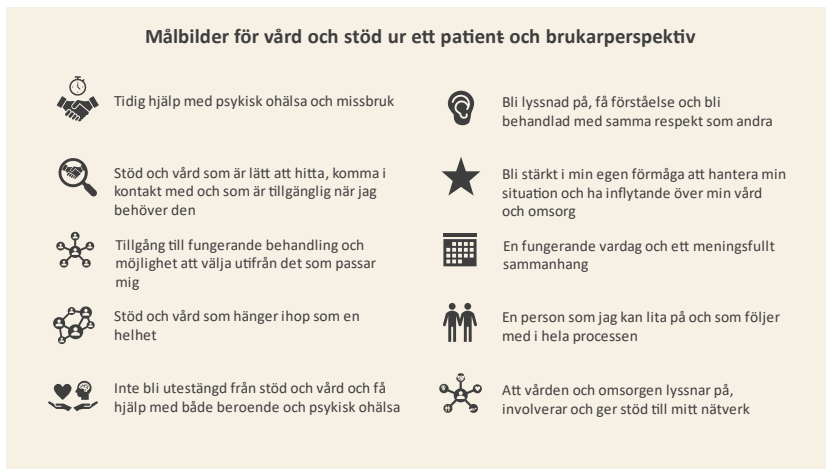 Målbilder för vård och stöd ur ett patient- och brukarperspektiv
Tidig hjälp med psykisk ohälsa och missbruk
Stöd och vård som är lätt att hitta, komma i
kontakt med och som är tillgänglig när jag
behöver den
Tillgång till fungerande behandling och
möjlighet att välja utifrån det som passar
mig
Stöd och vård som hänger ihop som en
helhet
Inte bli utestängd från stöd och vård och få
hjälp med både beroende och psykisk ohälsa
Bli lyssnad på, få förståelse och bli
behandlad med samma respekt som andra
Bli stärkt i min egen förmåga att hantera min
situation och ha inflytande över min vård
och omsorg
En fungerande vardag och ett meningsfullt
sammanhang
En person som jag kan lita på och som följer
med i hela processen
Att vården och omsorgen lyssnar på,
involverar och ger stöd till mitt nätverk